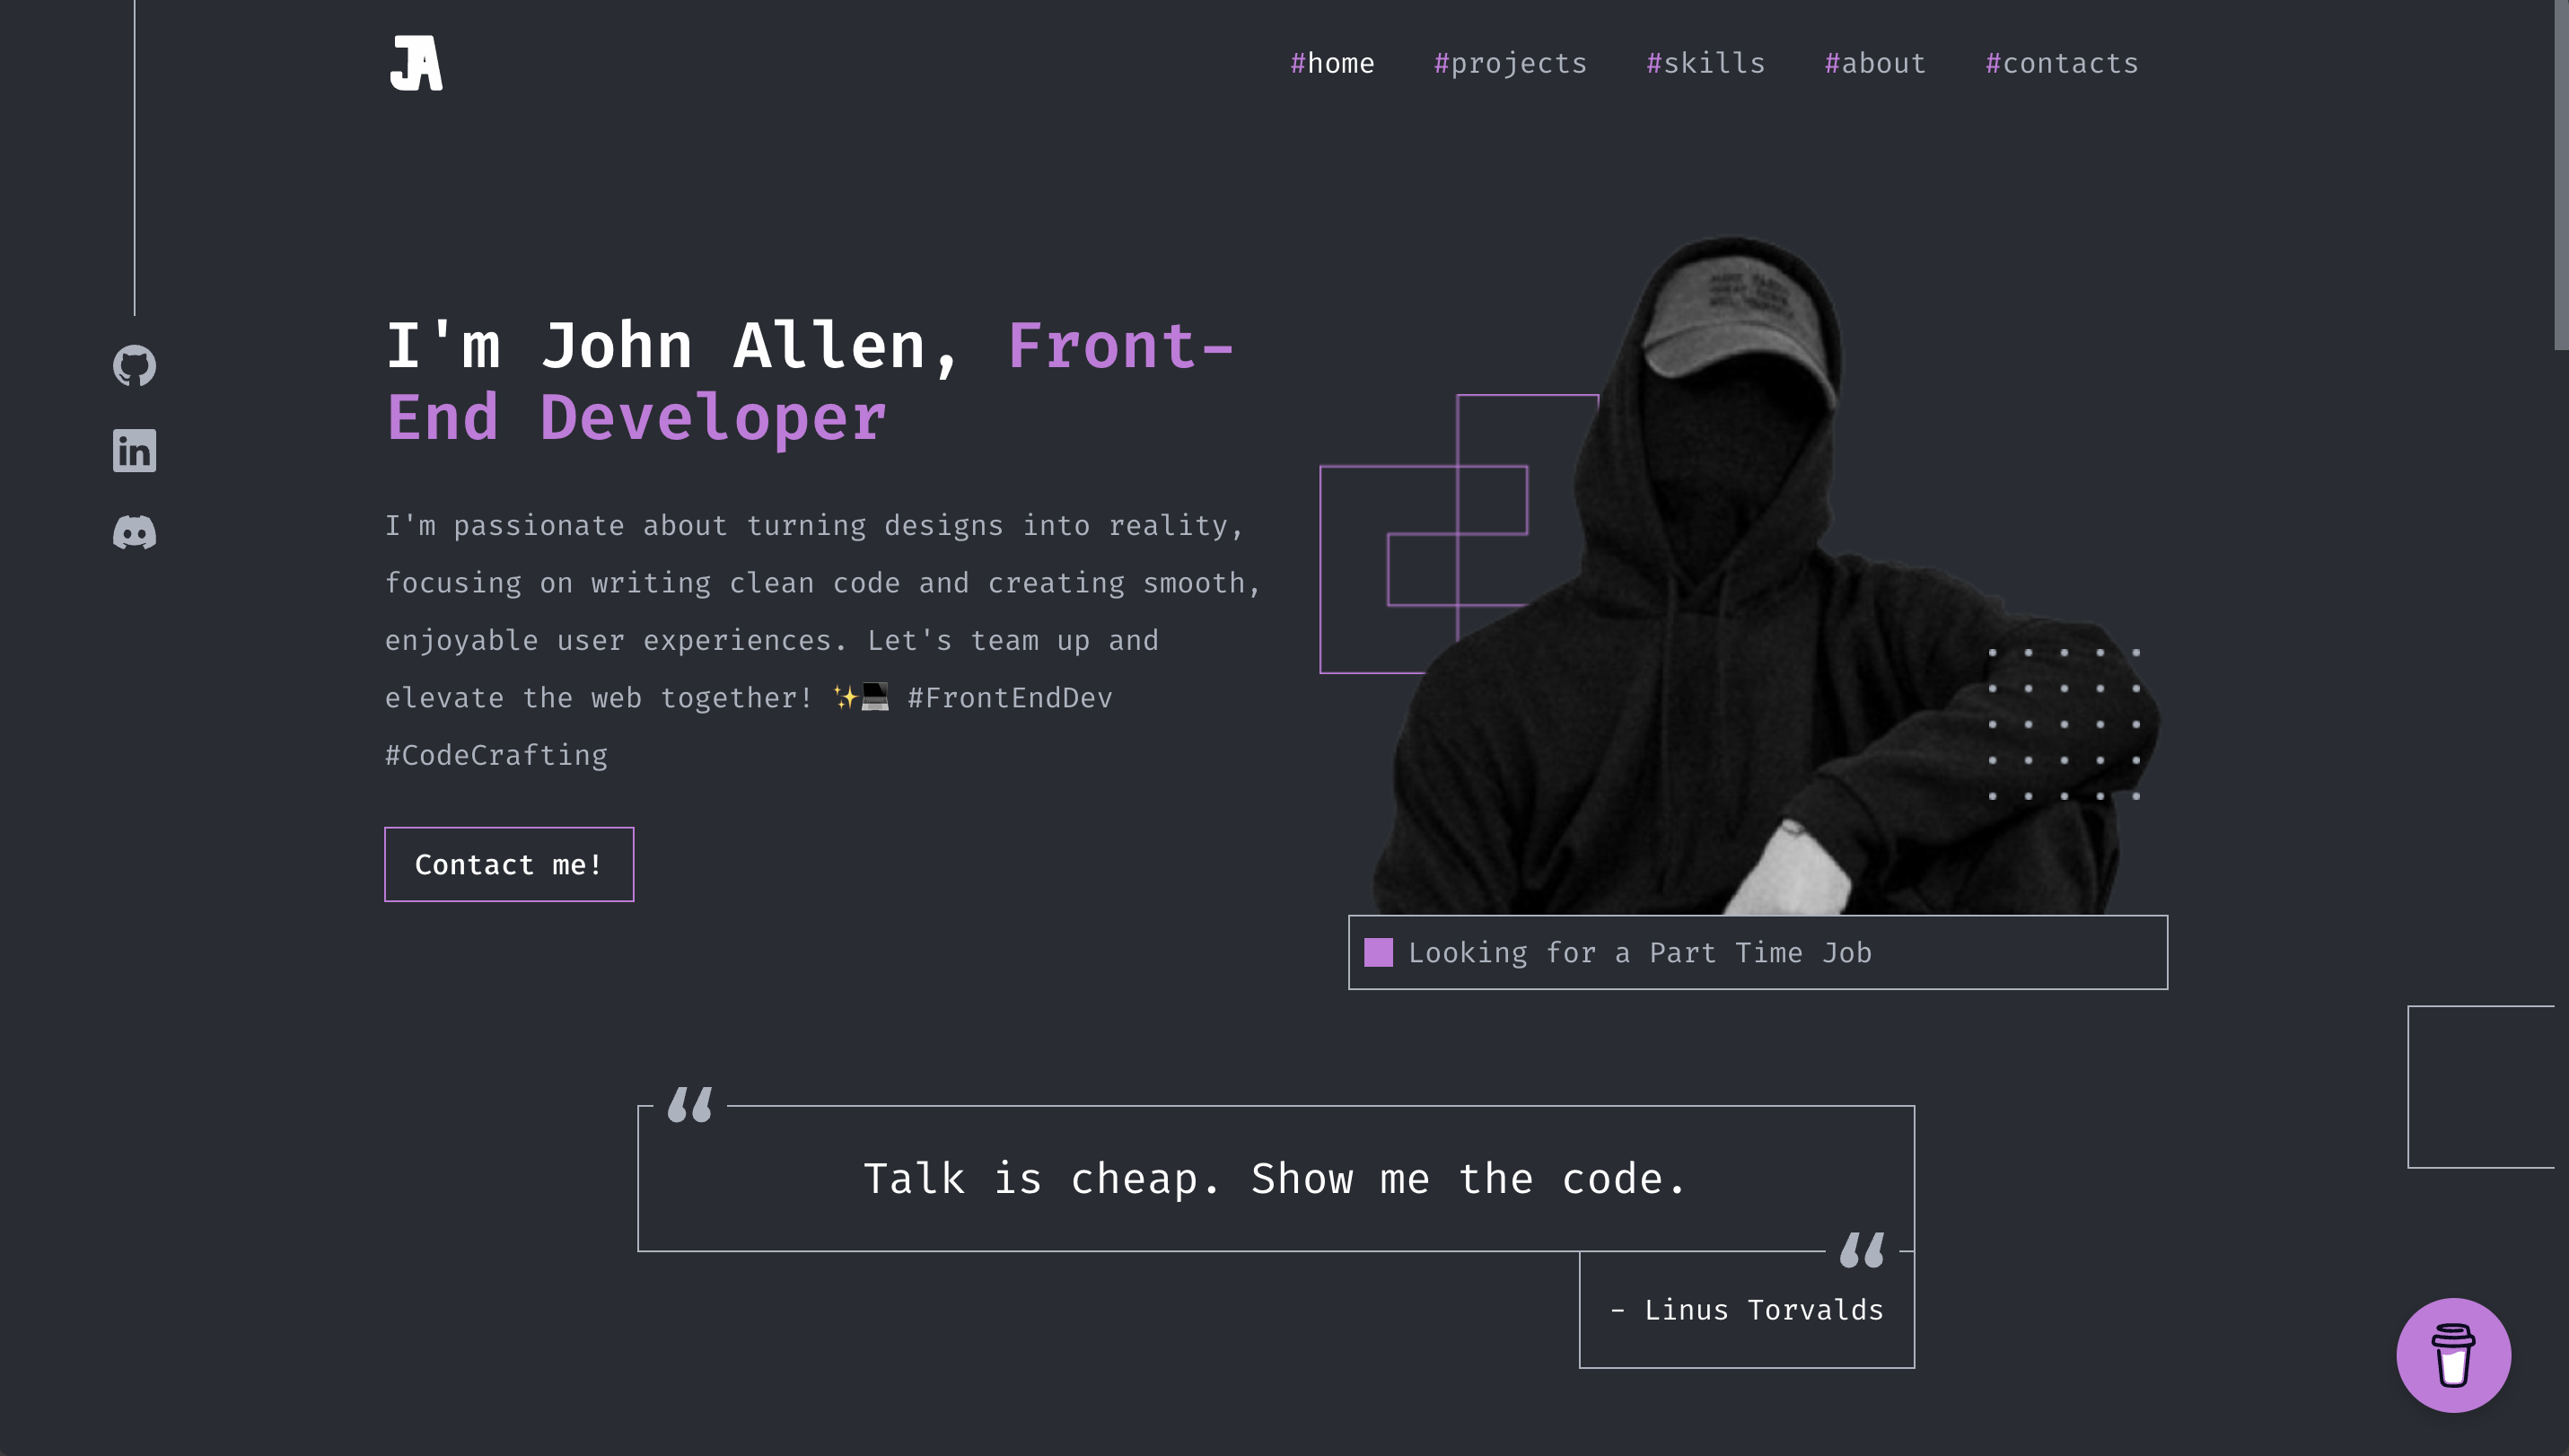 JA
#home #projects #skills #about #contacts
I'm John Allen, Front-
End Developer
in
I'm passionate about turning designs into reality,
focusing on writing clean code and creating smooth,
enjoyable user experiences. Let's team up and
elevate the web together! ✨💻 #FrontEndDev
#CodeCrafting
Contact me!
Looking for a Part Time Job
“
Talk is cheap. Show me the code.
“
- Linus Torvalds